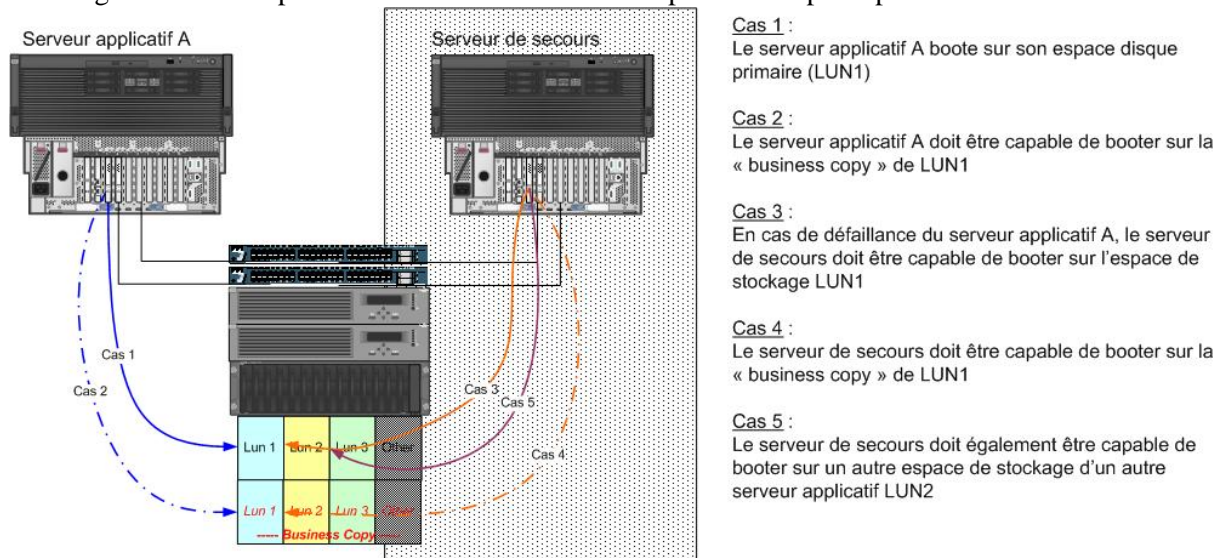 Serveur applicatif A
Serveur de secours
Cas 1
Cas 2
Cas 3
Cas 5
Cas 4
Lun 1
Lun 2
Lun 3
Other
Lun 1
Lun 2
Lun 3
Other
----- Business Copy-----
Cas 1 :
Le serveur applicatif A boote sur son espace disque
primaire (LUN1)
Cas 2 :
Le serveur applicatif A doit être capable de booter sur la
« business copy » de LUN1
Cas 3 :
En cas de défaillance du serveur applicatif A, le serveur
de secours doit être capable de booter sur l'espace de
stockage LUN1
Cas 4 :
Le serveur de secours doit être capable de booter sur la
« business copy » de LUN1
Cas 5 :
Le serveur de secours doit également être capable de
booter sur un autre espace de stockage d'un autre
serveur applicatif LUN2